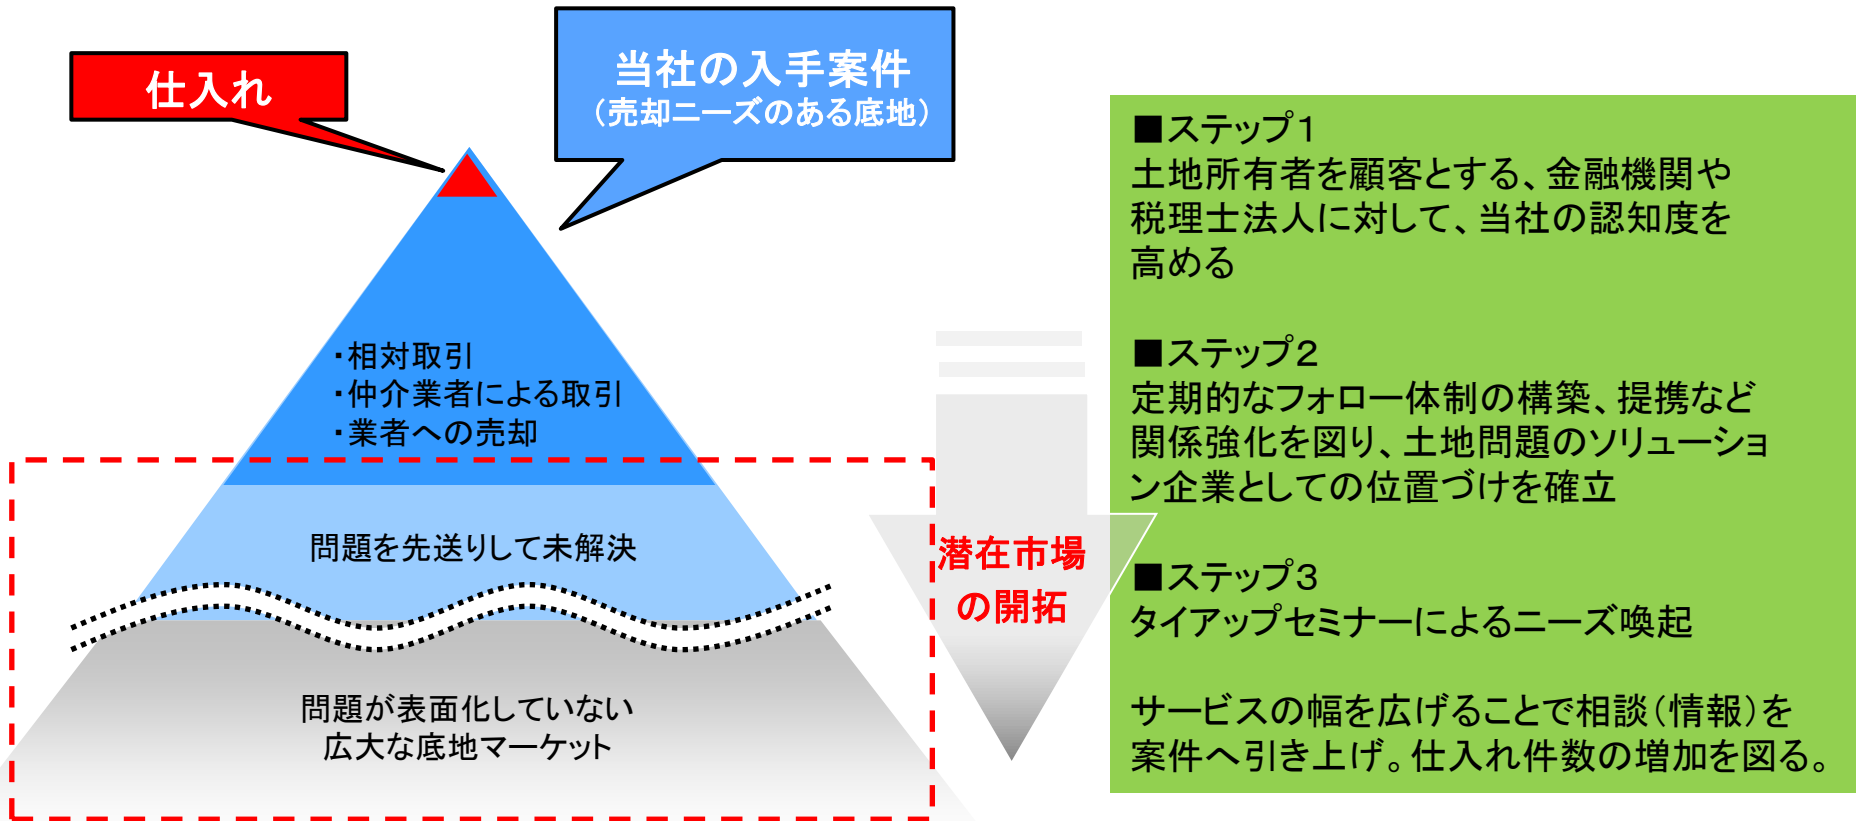 仕入れ
当社の入手案件
（売却ニーズのある底地）
・相対取引
・仲介業者による取引
・業者への売却
問題を先送りして未解決
問題が表面化していない
広大な底地マーケット
潜在市場
の開拓
■ステップ１
土地所有者を顧客とする、金融機関や
税理士法人に対して、当社の認知度を
高める
■ステップ２
定期的なフォロー体制の構築、提携など
関係強化を図り、土地問題のソリューショ
ン企業としての位置づけを確立
■ステップ３
タイアップセミナーによるニーズ喚起
サービスの幅を広げることで相談（情報）を
案件へ引き上げ。仕入れ件数の増加を図る。